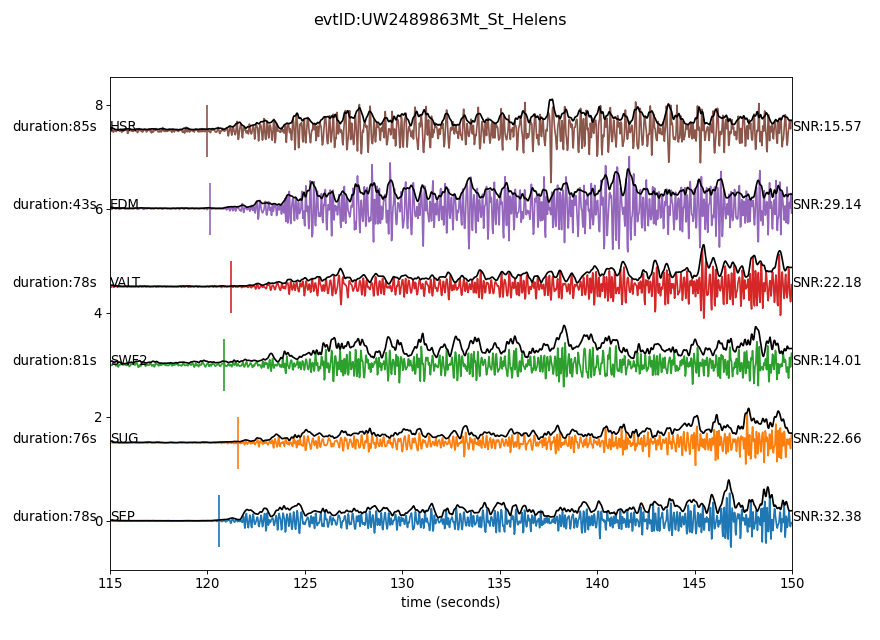 evtID:UW2489863Mt_St_Helens
8
duration:85s HSR SNR:15.57
duration:43s EDM SNR:29.14
6
duration:78s VALT SNR:22.18
4
duration:81s SWF2 SNR:14.01
2
duration:76s SUG SNR:22.66
duration:78s SEP SNR:32.38
0
115 120 125 130 135 140 145 150
time (seconds)